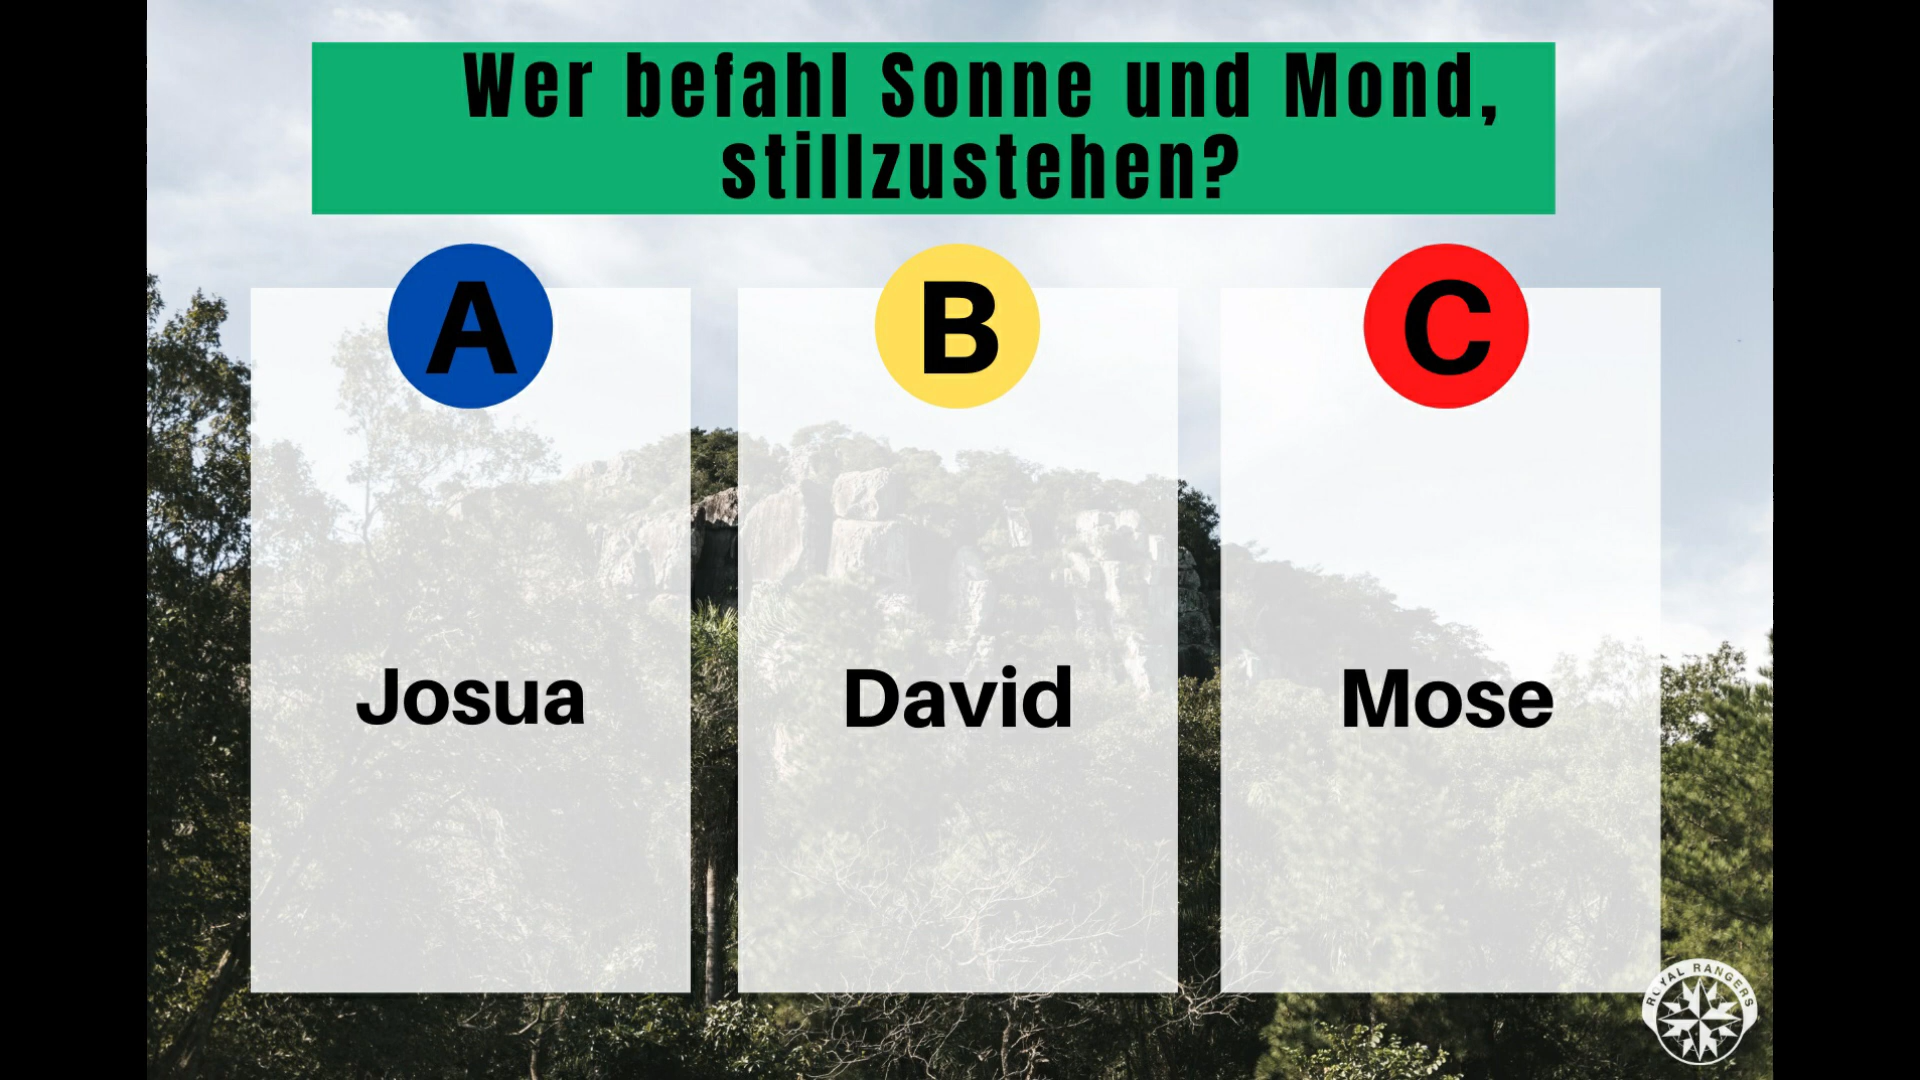 Wer befahl Sonne und Mond,
stillzustehen?
A
B
C
Josua
David
Mose
ROYAL RANGERS